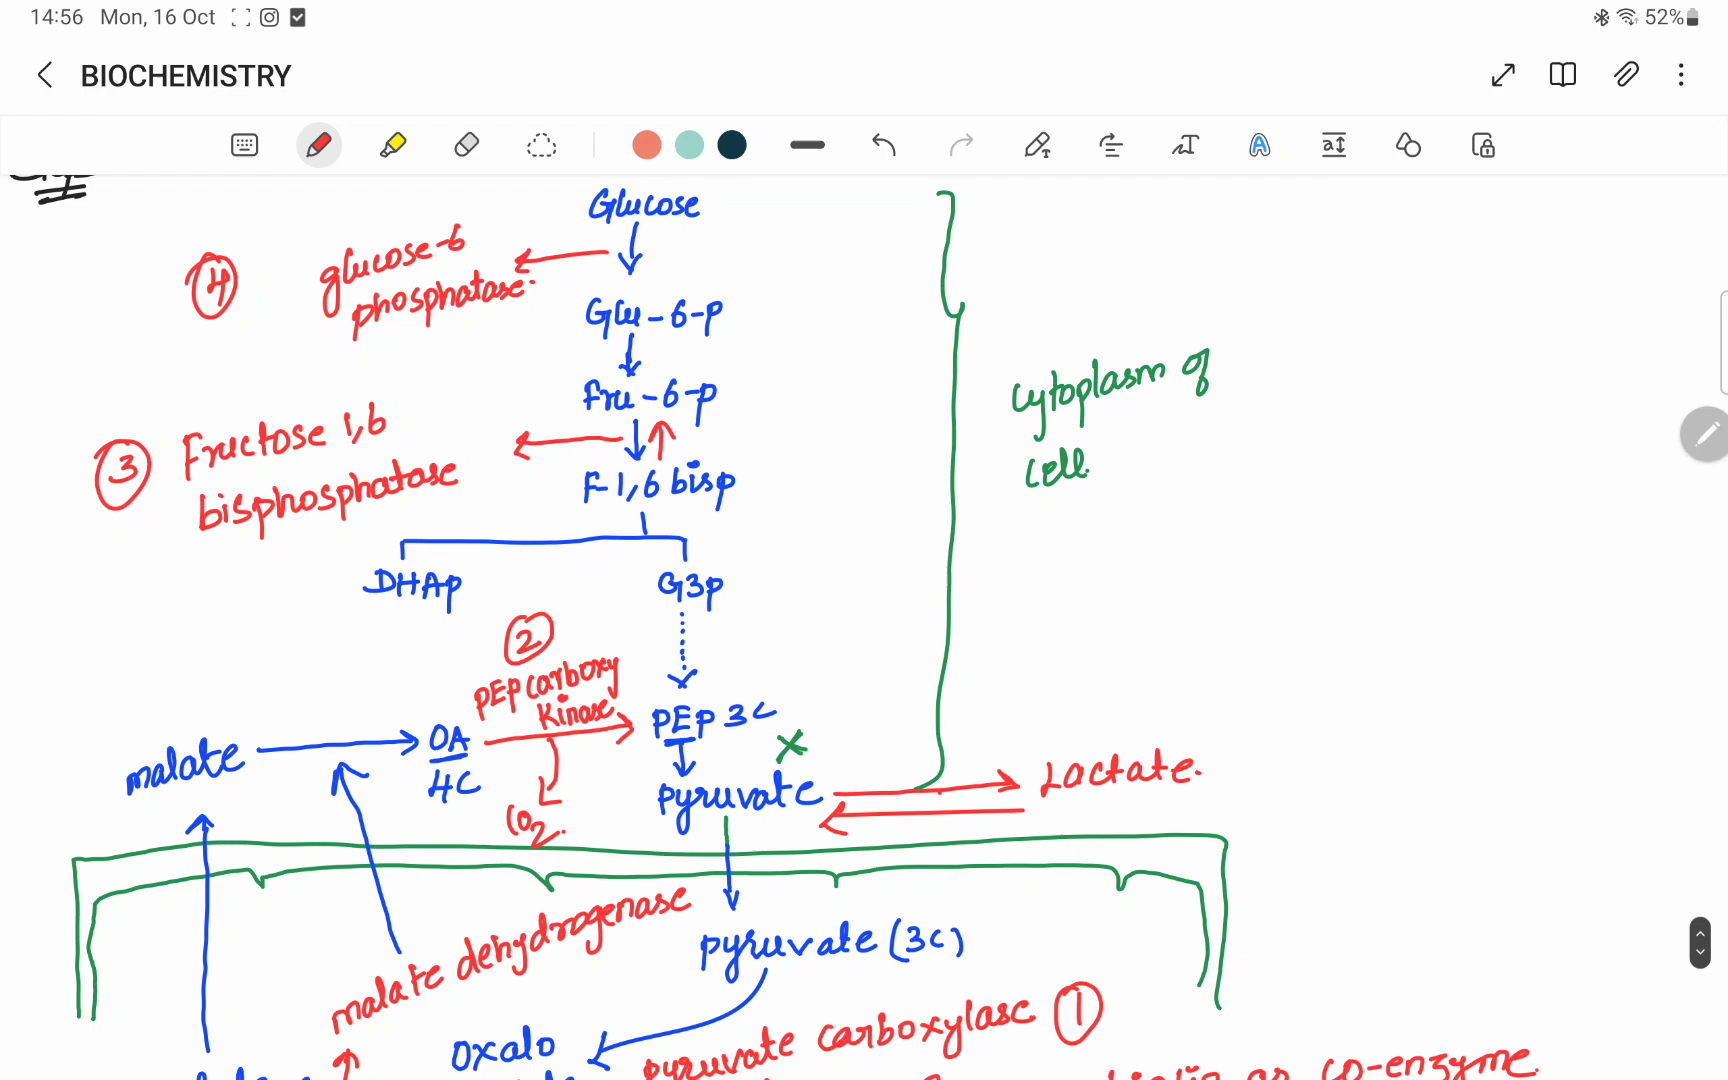 14:56 Mon, 16 Oct
52%
BIOCHEMISTRY
Glucose
glucose-6
phosphatase
4
Glu-6-P
Fru-6-P
Cytoplasm of
cell.
3
Fructose 1,6
bisphosphatase
F-1,6 bisp
DHAP
G3P
2
PEP carboxy
kinase
PEP 3C
malate
OA
4C
CO2.
pyruvate
Lactate.
malate dehydrogenase
pyruvate (3C)
pyruvate carboxylase 1
oxalo
as co-enzyme.